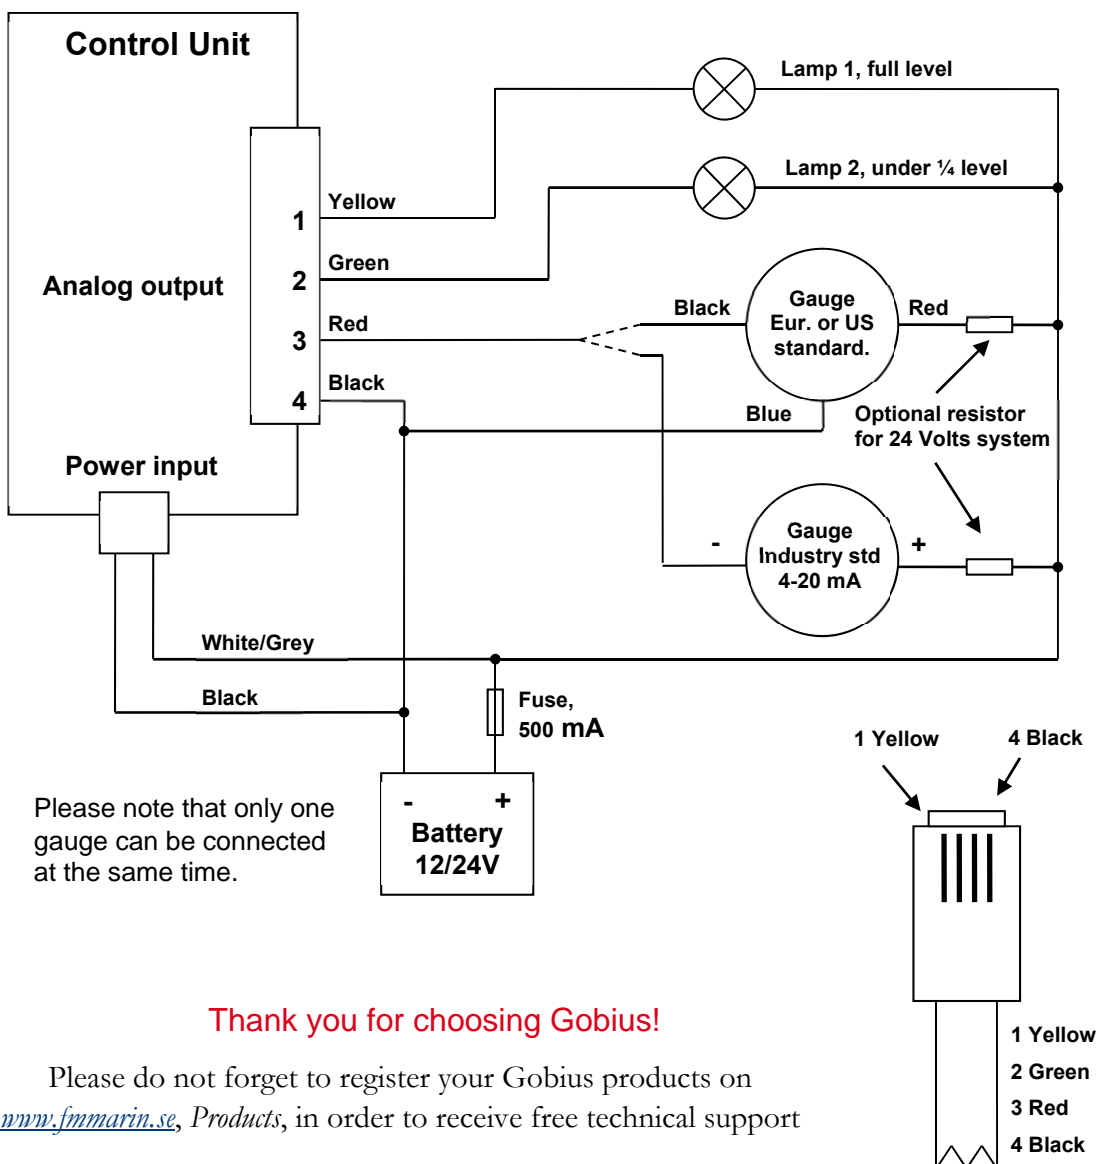 Control Unit
Lamp 1, full level
Lamp 2, under ¼ level
Yellow
1
Green
2
Analog output
Red
3
Black
4
Black
Gauge
Eur. or US
standard.
Red
Blue
Optional resistor
for 24 Volts system
Power input
-
Gauge
Industry std
4-20 mA
+
White/Grey
Black
Fuse,
500 mA
- +
Battery
12/24V
Please note that only one
gauge can be connected
at the same time.
1 Yellow
4 Black
1 Yellow
2 Green
3 Red
4 Black
Thank you for choosing Gobius!
Please do not forget to register your Gobius products on
www.fmmarin.se, Products, in order to receive free technical support